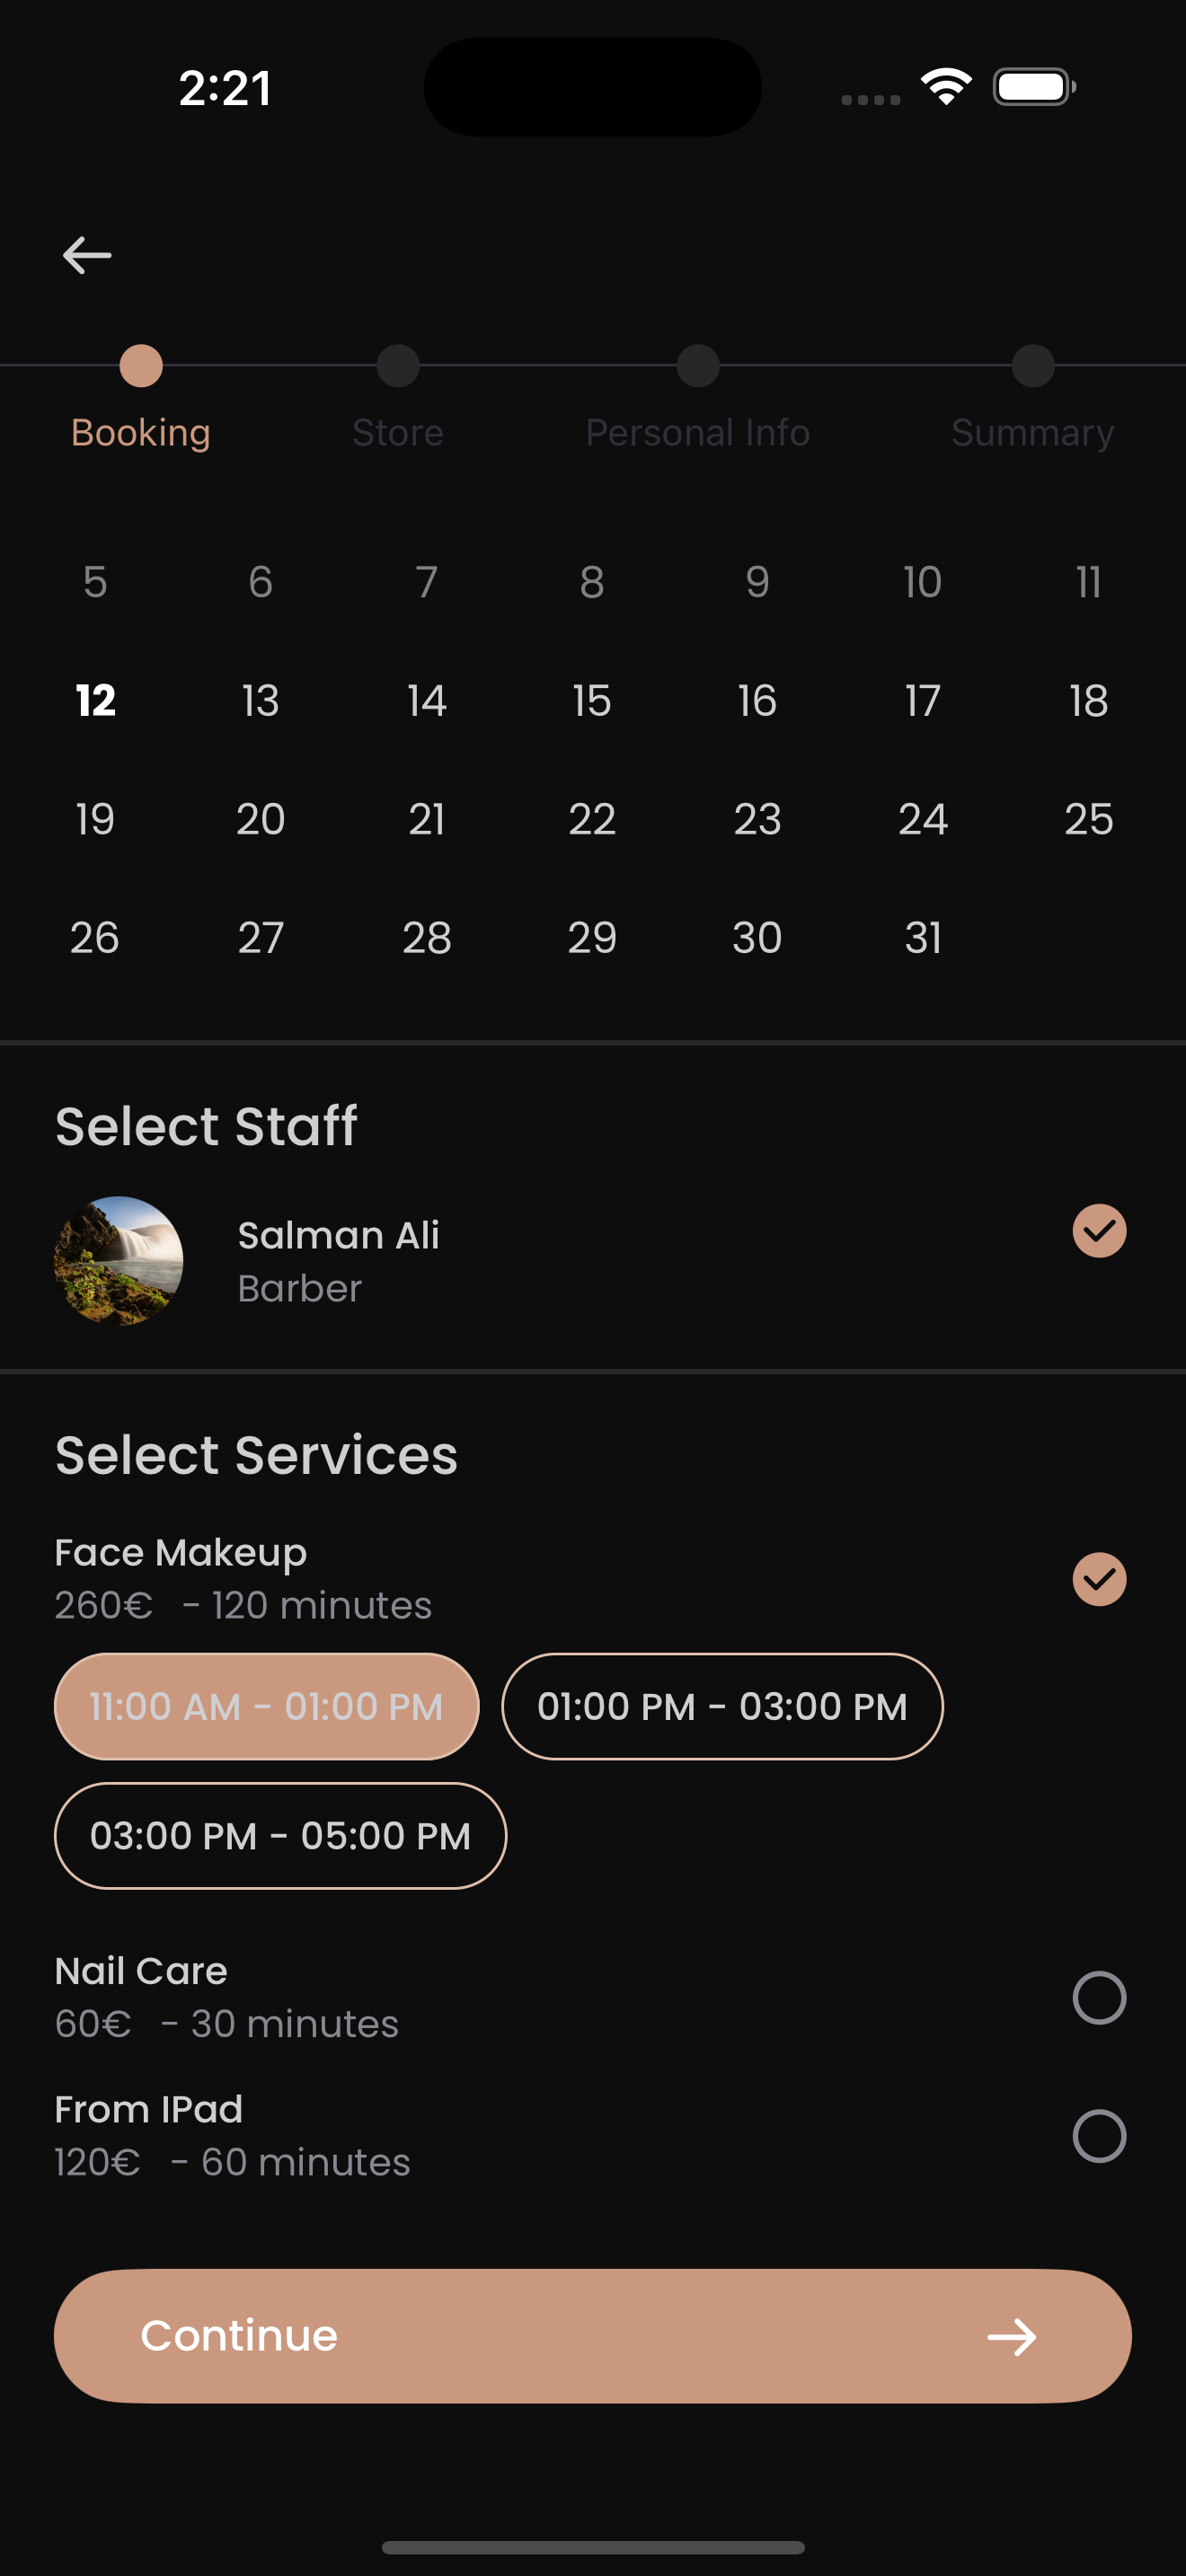 2:21
Booking Store Personal Info Summary
5 6 7 8 9 10 11
12 13 14 15 16 17 18
19 20 21 22 23 24 25
26 27 28 29 30 31
Select Staff
Salman Ali
Barber
Select Services
Face Makeup
260€ - 120 minutes
11:00 AM - 01:00 PM 01:00 PM - 03:00 PM
03:00 PM - 05:00 PM
Nail Care
60€ - 30 minutes
From IPad
120€ - 60 minutes
Continue